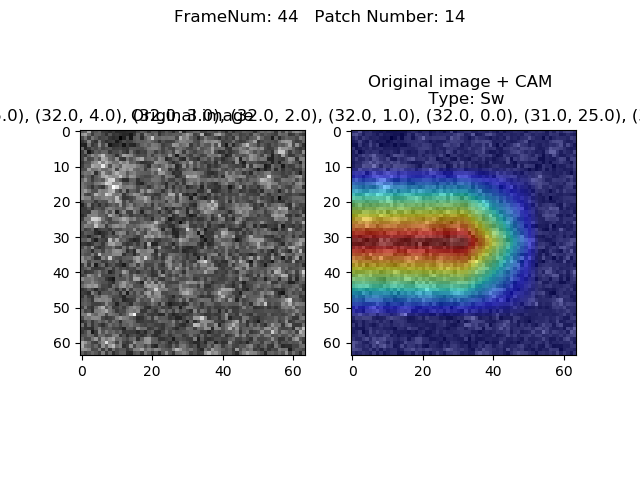 FrameNum: 44   Patch Number: 14
Original image + CAM
Type: Sw
.0), (32.0, 4.0), (32.0, 3.0), (32.0, 2.0), (32.0, 1.0), (32.0, 0.0), (31.0, 25.0), (3
Original image
0
10
20
30
40
50
60
0 20 40 60
0
10
20
30
40
50
60
0 20 40 60